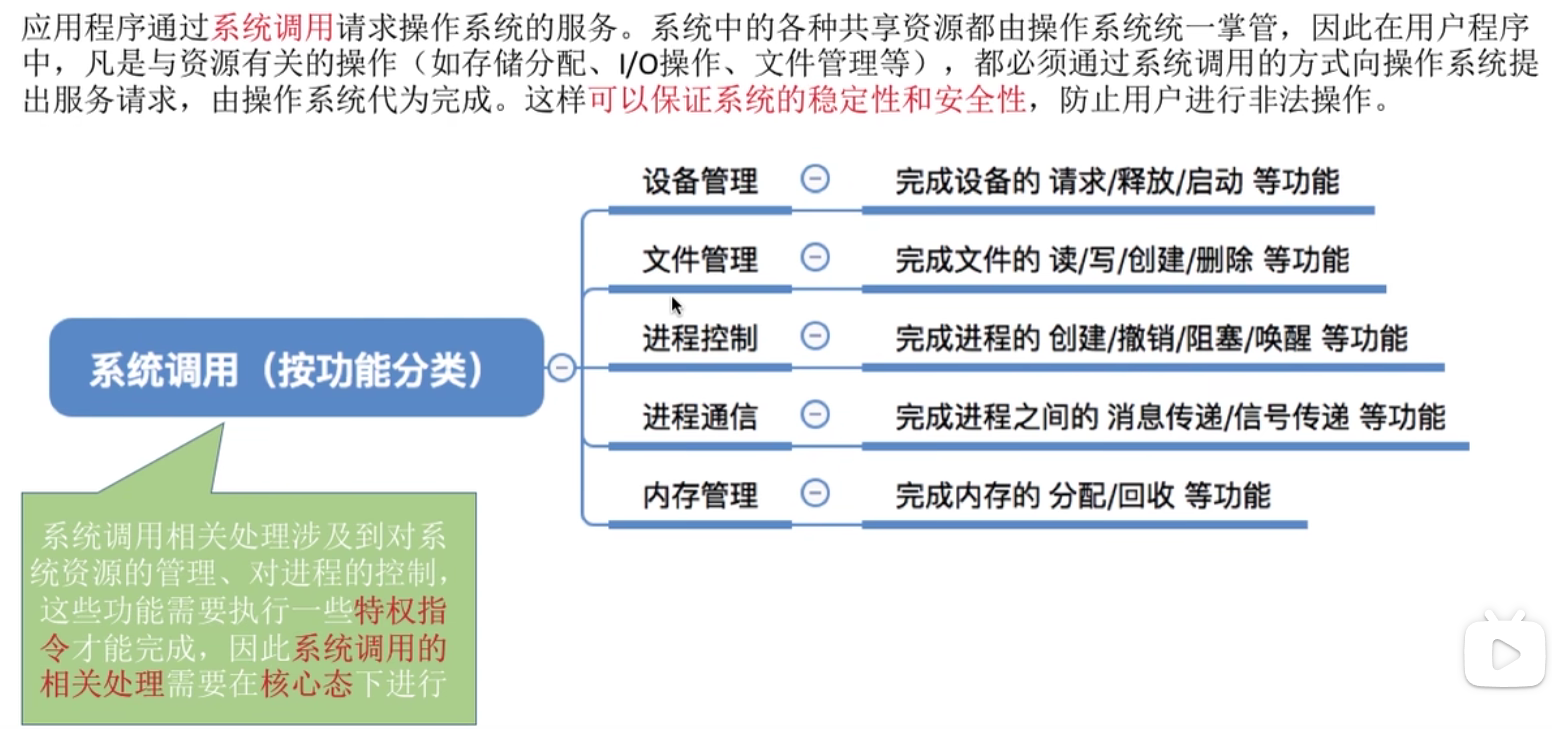 应用程序通过系统调用请求操作系统的服务。系统中的各种共享资源都由操作系统统一掌管，因此在用户程序
中，凡是与资源有关的操作（如存储分配、I/O操作、文件管理等），都必须通过系统调用的方式向操作系统提
出服务请求，由操作系统代为完成。这样可以保证系统的稳定性和安全性，防止用户进行非法操作。
设备管理 完成设备的 请求/释放/启动 等功能
文件管理 完成文件的 读/写/创建/删除 等功能
进程控制 完成进程的 创建/撤销/阻塞/唤醒 等功能
系统调用（按功能分类）
进程通信 完成进程之间的 消息传递/信号传递 等功能
内存管理 完成内存的 分配/回收 等功能
系统调用相关处理涉及到对系
统资源的管理、对进程的控制，
这些功能需要执行一些特权指
令才能完成，因此系统调用的
相关处理需要在核心态下进行